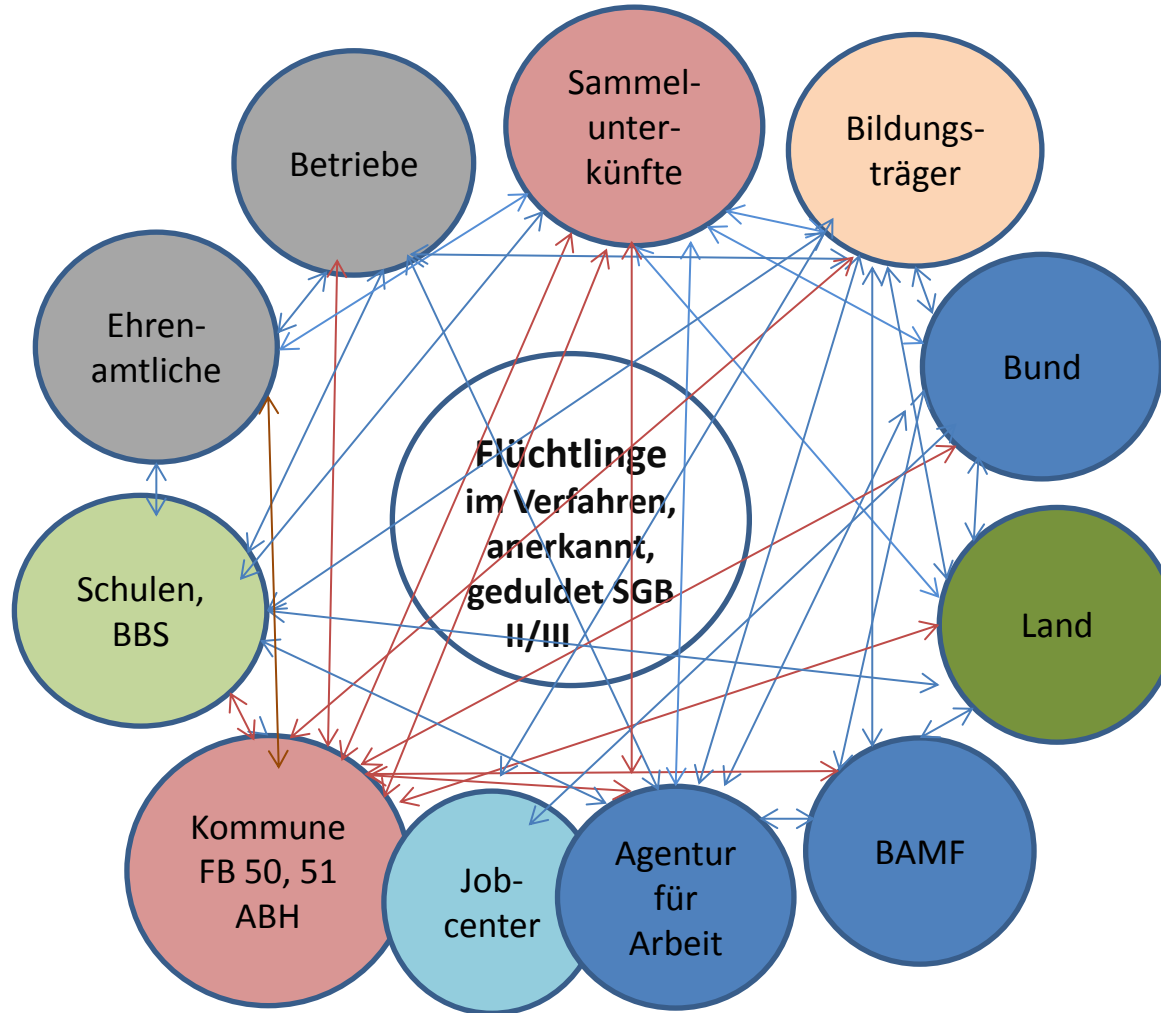 Sammel-
unter-
künfte
Bildungs-
träger
Betriebe
Ehren-
amtliche
Bund
Flüchtlinge
im Verfahren,
anerkannt,
geduldet SGB
II/III
Schulen,
BBS
Land
Kommune
FB 50, 51
ABH
Job-
center
Agentur
für
Arbeit
BAMF